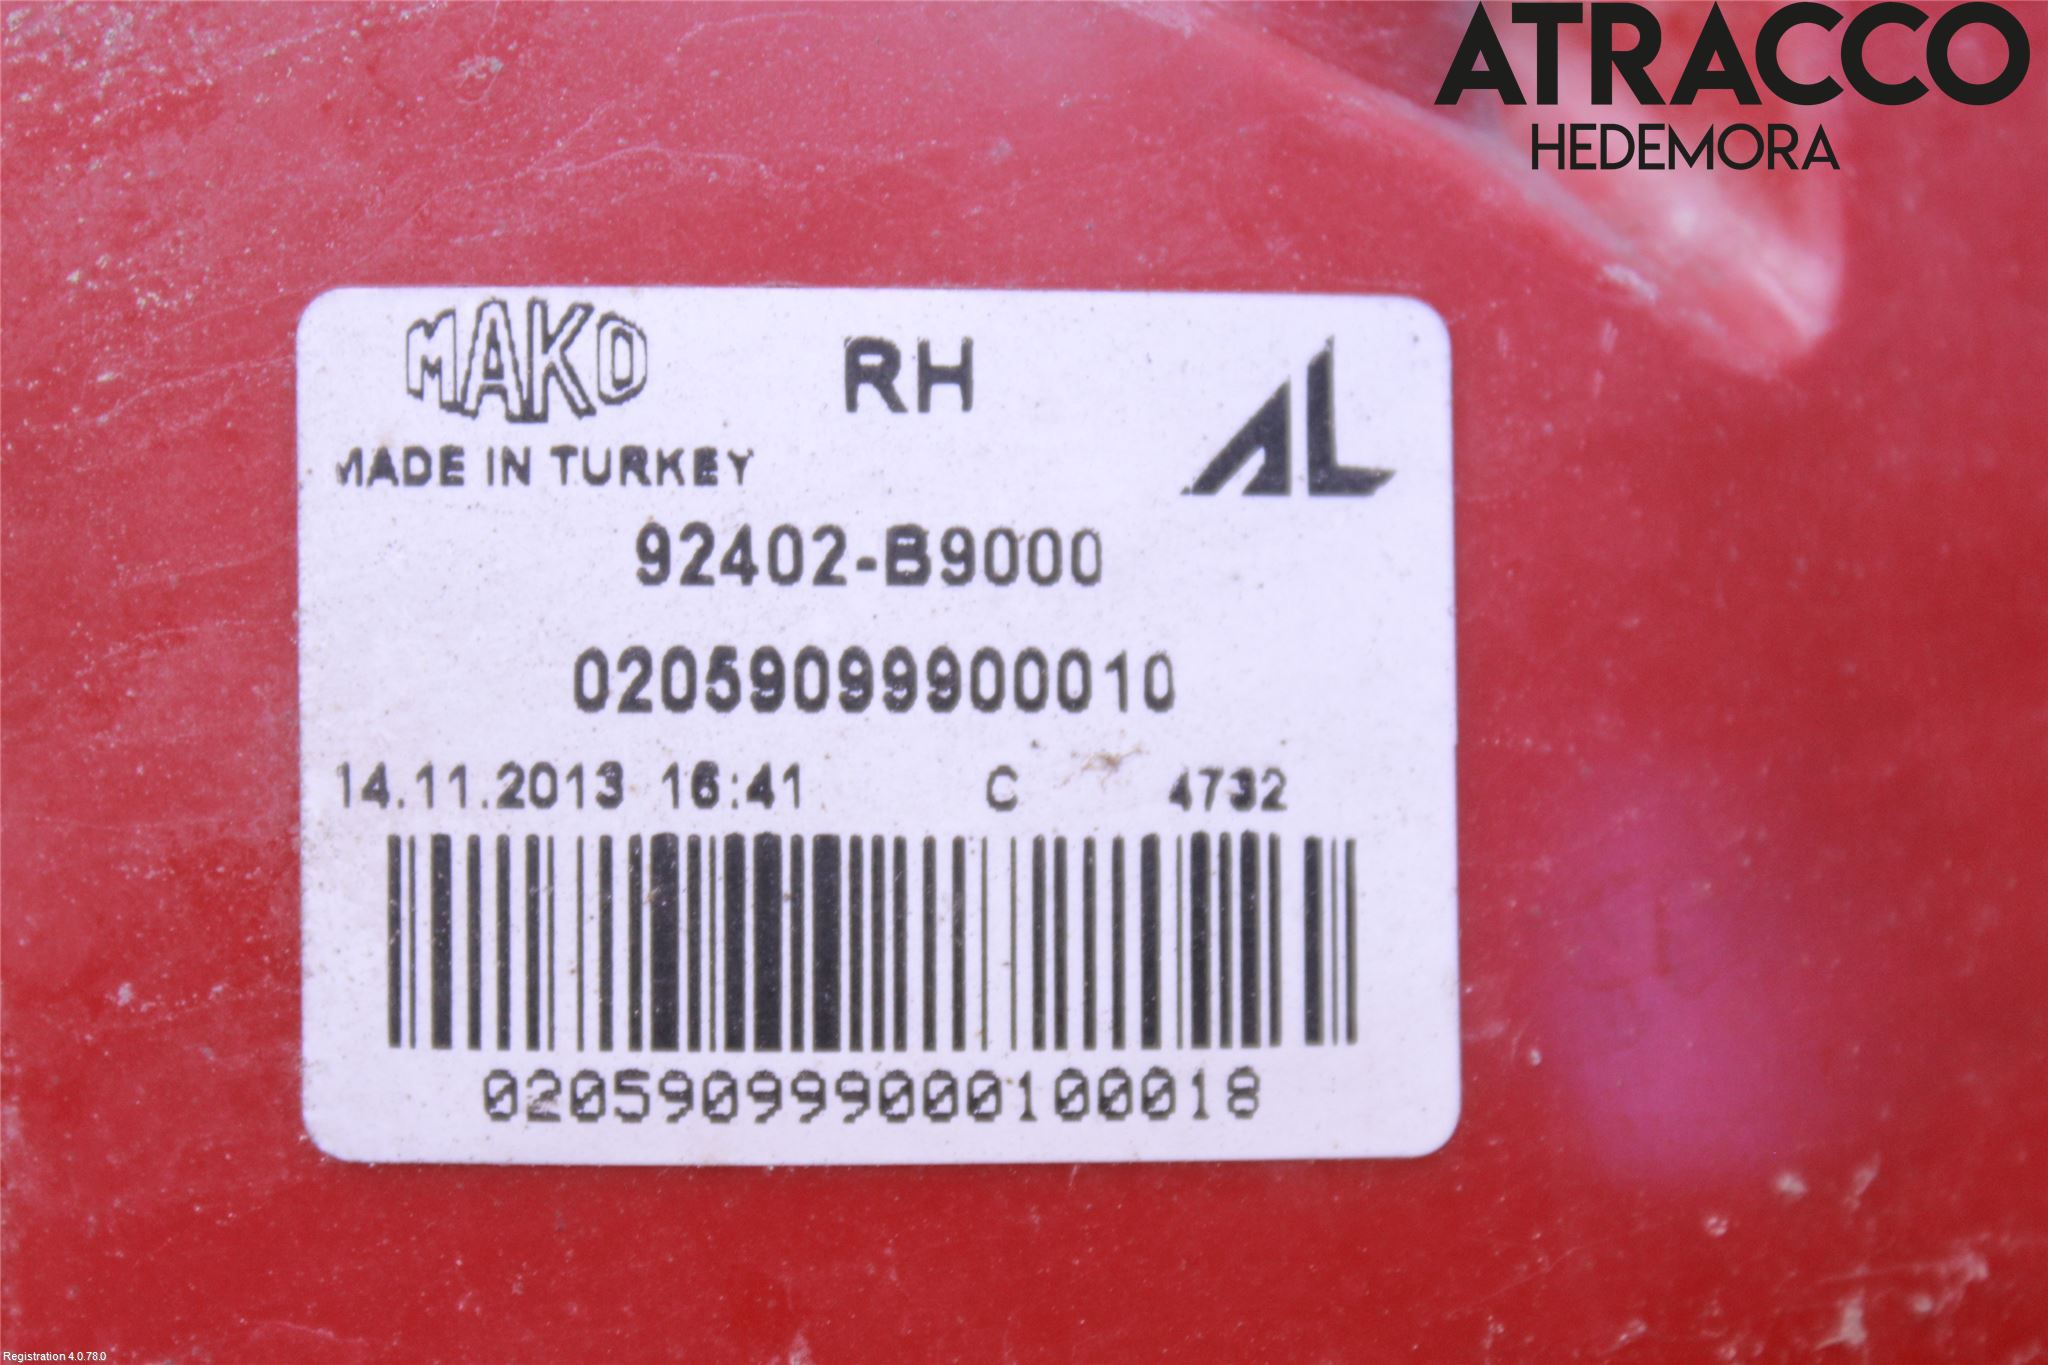 ATRACCO
HEDEMORA
MAKO RH AL
MADE IN TURKEY
92402-B9000
02059099900010
14.11.2013 16:41 C 4732
020590999000100018
Registration 4.0.78.0